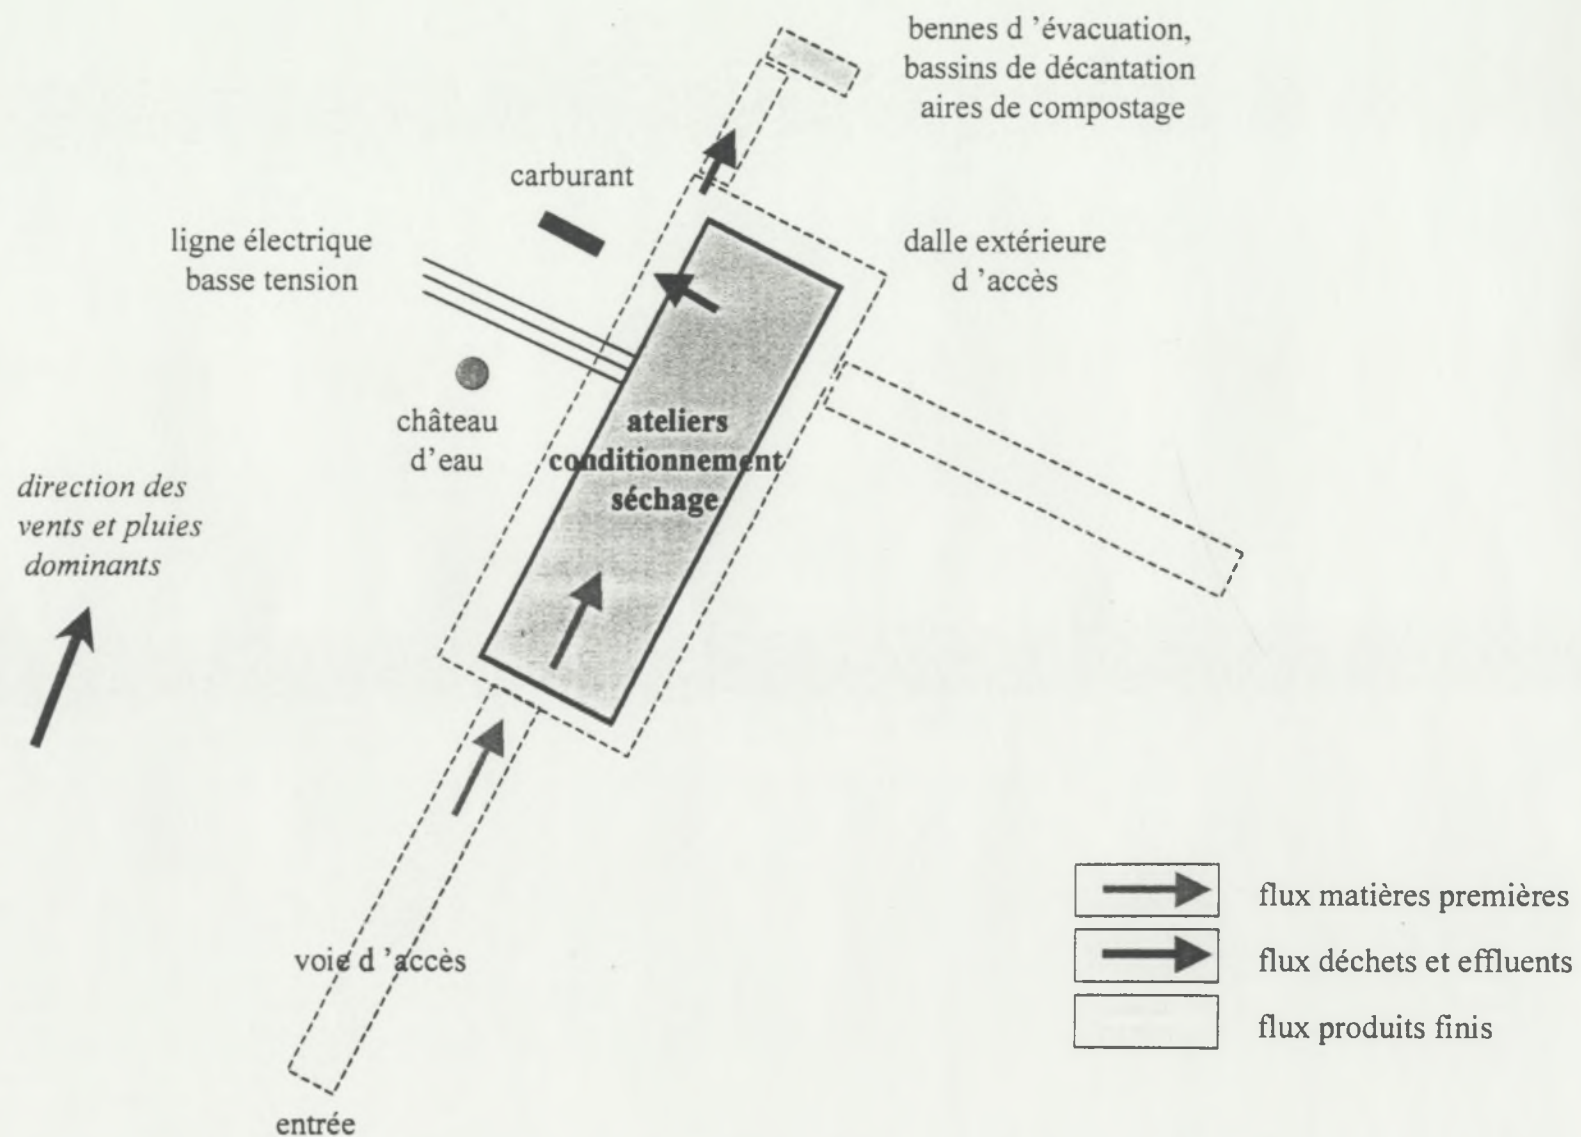 bennes d 'évacuation,
bassins de décantation
aires de compostage
carburant
ligne électrique
basse tension
dalle extérieure
d 'accès
château
d'eau
ateliers
conditionnement
séchage
direction des
vents et pluies
dominants
voie d 'accès
entrée
flux matières premières
flux déchets et effluents
flux produits finis